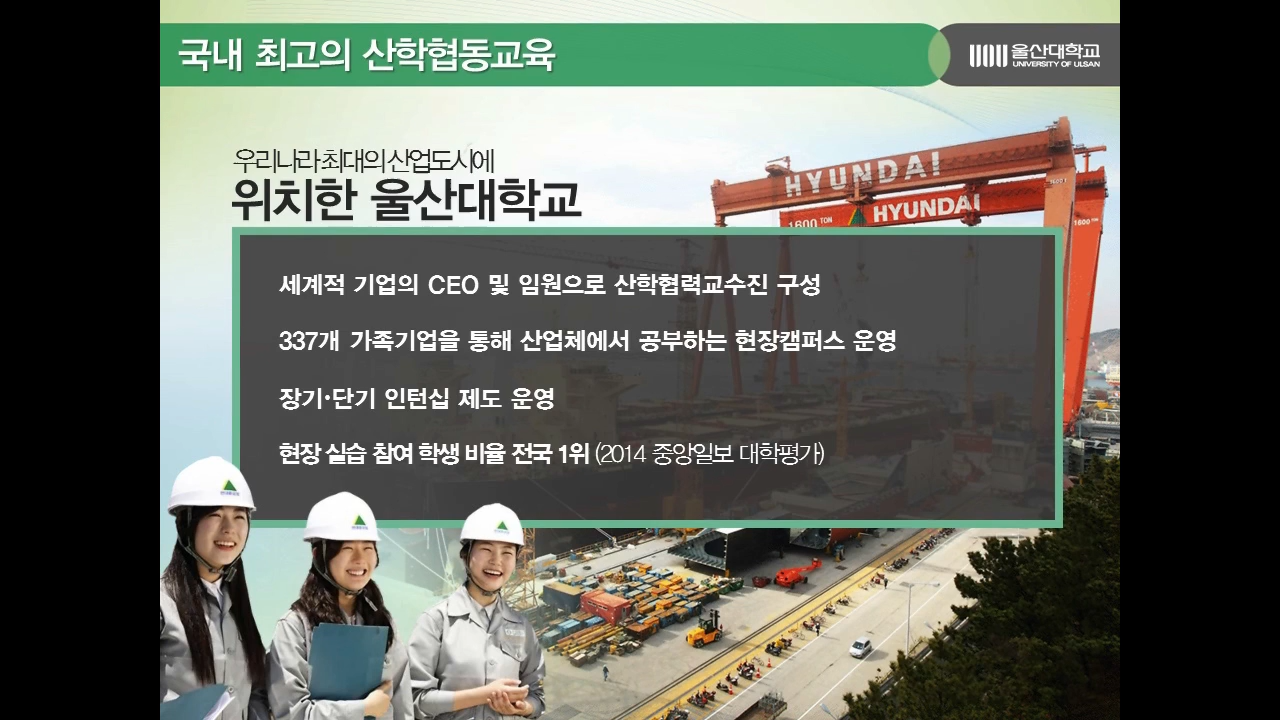 국내 최고의 산학협동교육
울산대학교
UNIVERSITY OF ULSAN
우리나라 최대의 산업도시에
위치한 울산대학교
HYUNDAI
1600 TON HYUNDAI
1600 TON
세계적 기업의 CEO 및 임원으로 산학협력교수진 구성
337개 가족기업을 통해 산업체에서 공부하는 현장캠퍼스 운영
장기·단기 인턴십 제도 운영
현장 실습 참여 학생 비율 전국 1위 (2014 중앙일보 대학평가)